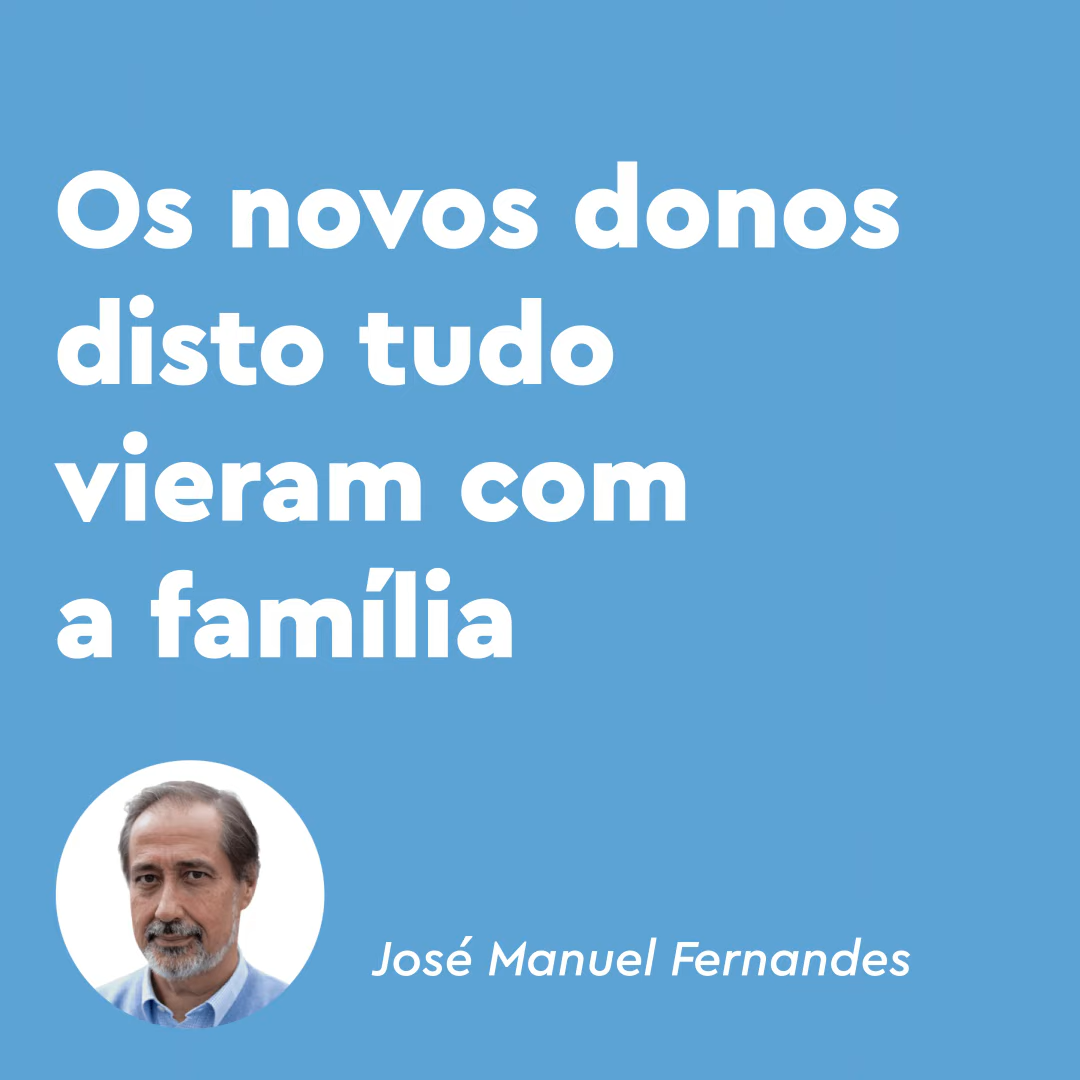 Os novos donos
disto tudo
vieram com
a família
José Manuel Fernandes